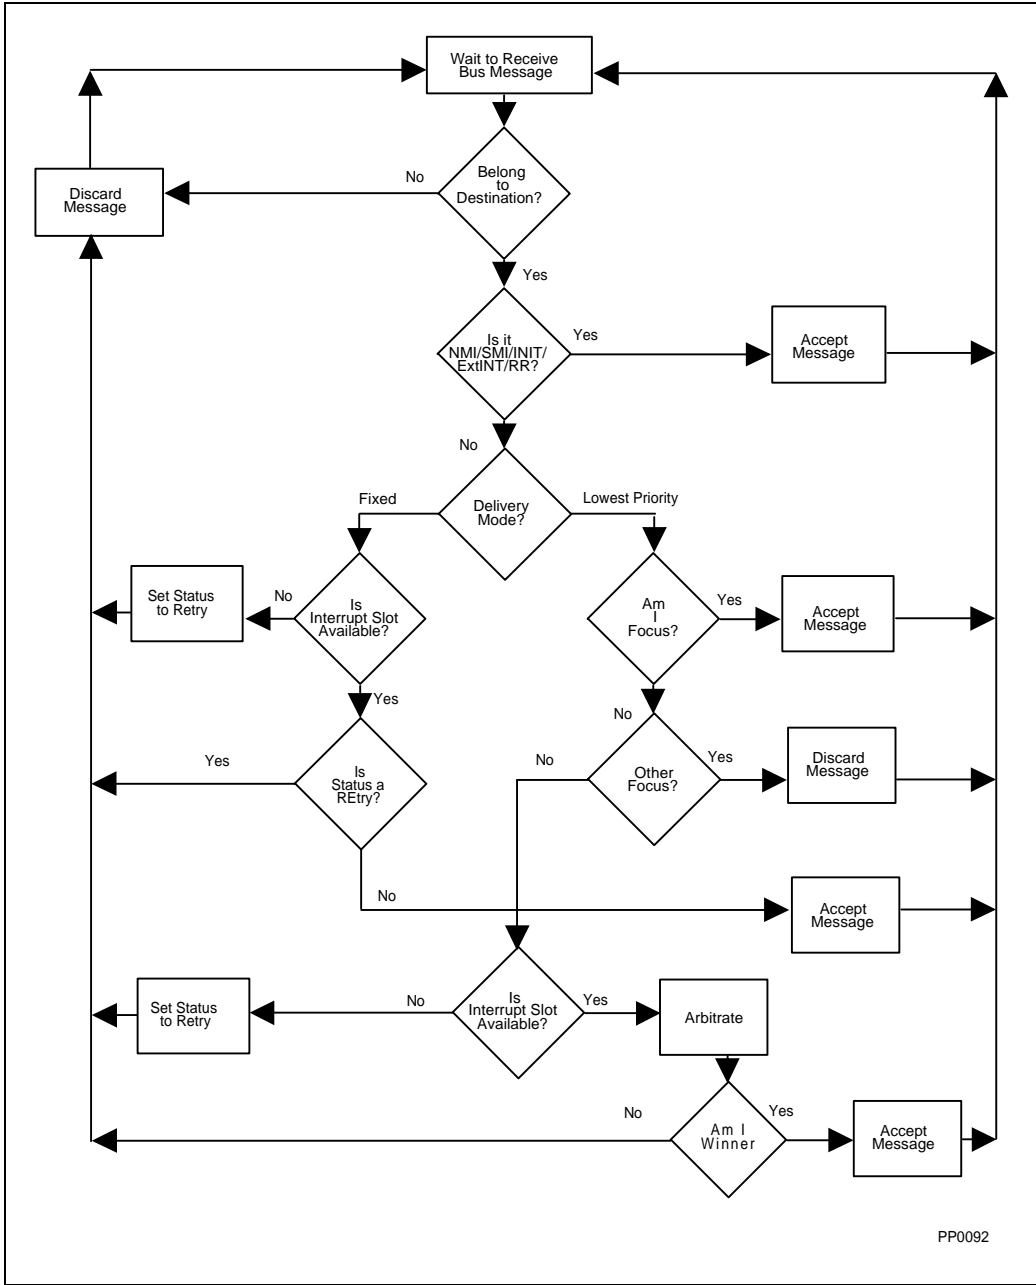 Wait to Receive
Bus Message
Belong
to
Destination?
No
Discard
Message
Yes
Is it
NMI/SMI/INIT/
ExtINT/RR?
Yes
Accept
Message
No
Delivery
Mode?
Fixed
Lowest Priority
Set Status
to Retry
No
Is
Interrupt Slot
Available?
Am
I
Focus?
Yes
Accept
Message
Yes
No
Yes
Is
Status a
REtry?
No
Other
Focus?
Yes
Discard
Message
No
Accept
Message
Set Status
to Retry
No
Is
Interrupt Slot
Available?
Yes
Arbitrate
No
Am I
Winner
Yes
Accept
Message
PP0092